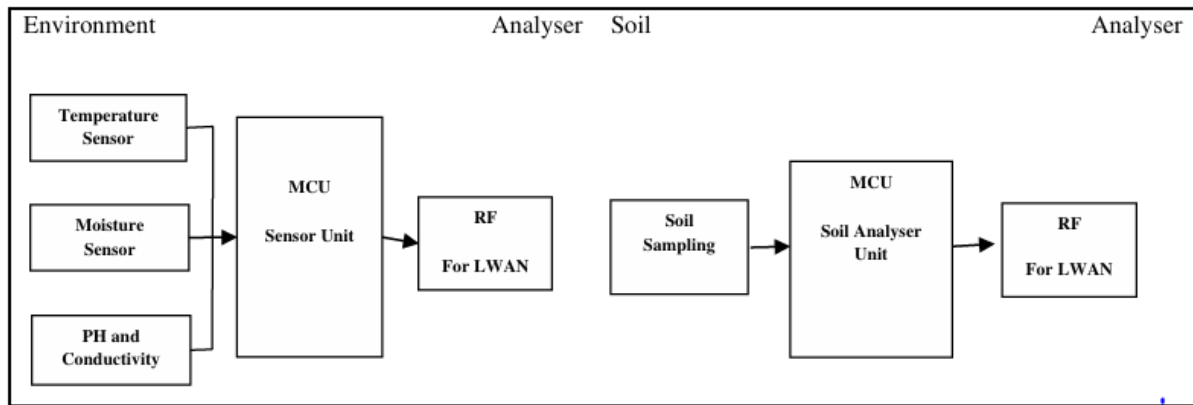 Environment Analyser Soil Analyser
Temperature
Sensor
Moisture
Sensor
PH and
Conductivity
MCU
Sensor Unit
RF
For LWAN
Soil
Sampling
MCU
Soil Analyser
Unit
RF
For LWAN